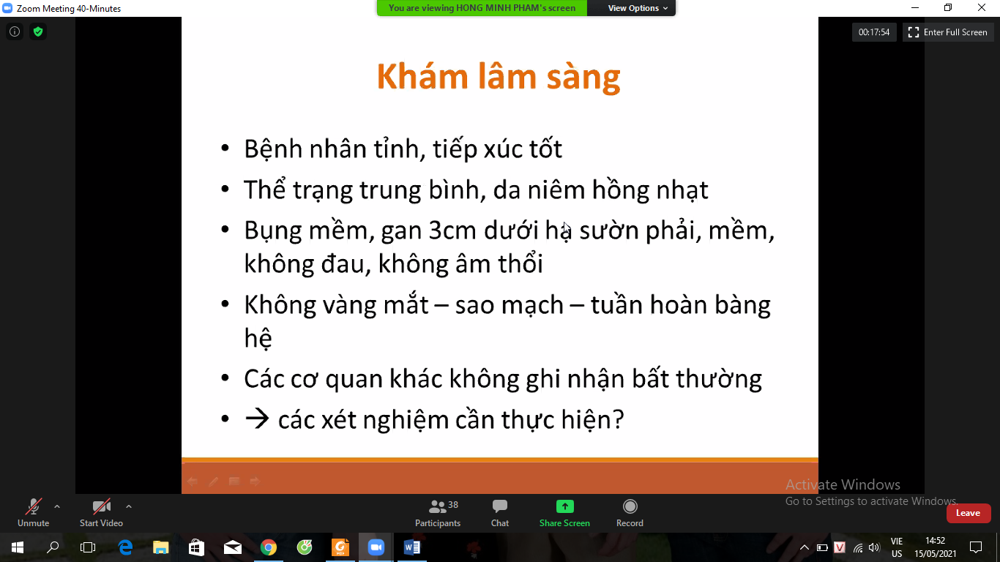 Zoom Meeting 40-Minutes
You are viewing HONG MINH PHAM's screen
View Options
00:17:54
Enter Full Screen
Khám lâm sàng
• Bệnh nhân tỉnh, tiếp xúc tốt
• Thể trạng trung bình, da niêm hồng nhạt
• Bụng mềm, gan 3cm dưới hạ sườn phải, mềm,
không đau, không âm thổi
• Không vàng mắt – sao mạch – tuần hoàn bàng
hệ
• Các cơ quan khác không ghi nhận bất thường
• → các xét nghiệm cần thực hiện?
Activate Windows
Go to Settings to activate Windows.
Unmute
Start Video
Participants
38
Chat
Share Screen
Record
Leave
VIE
US
14:52
15/05/2021